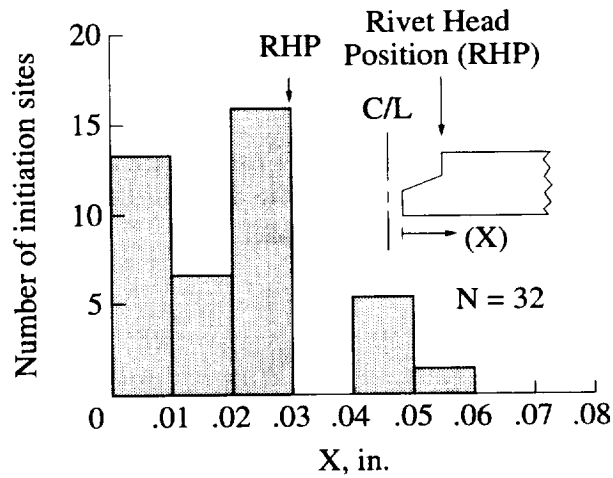 Number of initiation sites
20
15
10
5
0
.01
.02
.03
.04
.05
.06
.07
.08
X, in.
RHP
Rivet Head
Position (RHP)
C/L
(X)
N = 32